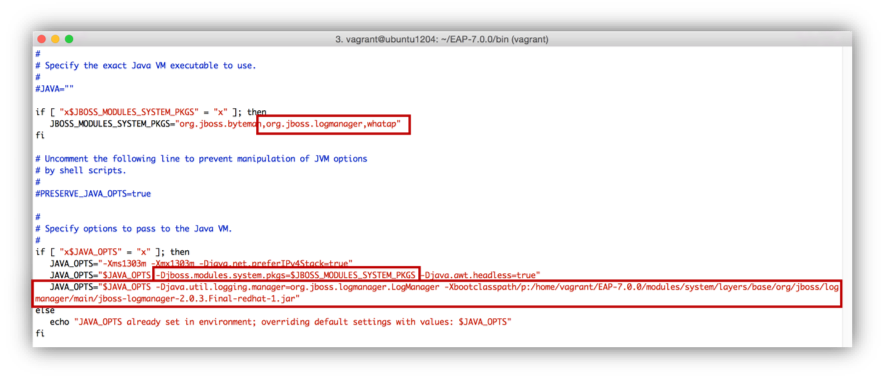 3. vagrant@ubuntu1204: ~/EAP-7.0.0/bin (vagrant)
#
# Specify the exact Java VM executable to use.
#
#JAVA=""
if [ "x$JBOSS_MODULES_SYSTEM_PKGS" = "x" ]; then
JBOSS_MODULES_SYSTEM_PKGS="org.jboss.byteman,org.jboss.logmanager,whatap"
fi
# Uncomment the following line to prevent manipulation of JVM options
# by shell scripts.
#
#PRESERVE_JAVA_OPTS=true
#
# Specify options to pass to the Java VM.
#
if [ "x$JAVA_OPTS" = "x" ]; then
JAVA_OPTS="-Xms1303m -Xmx1303m -Djava.net.preferIPv4Stack=true"
JAVA_OPTS="$JAVA_OPTS -Djboss.modules.system.pkgs=$JBOSS_MODULES_SYSTEM_PKGS -Djava.awt.headless=true"
JAVA_OPTS="$JAVA_OPTS -Djava.util.logging.manager=org.jboss.logmanager.LogManager -Xbootclasspath/p:/home/vagrant/EAP-7.0.0/modules/system/layers/base/org/jboss/log
manager/main/jboss-logmanager-2.0.3.Final-redhat-1.jar"
else
echo "JAVA_OPTS already set in environment; overriding default settings with values: $JAVA_OPTS"
fi